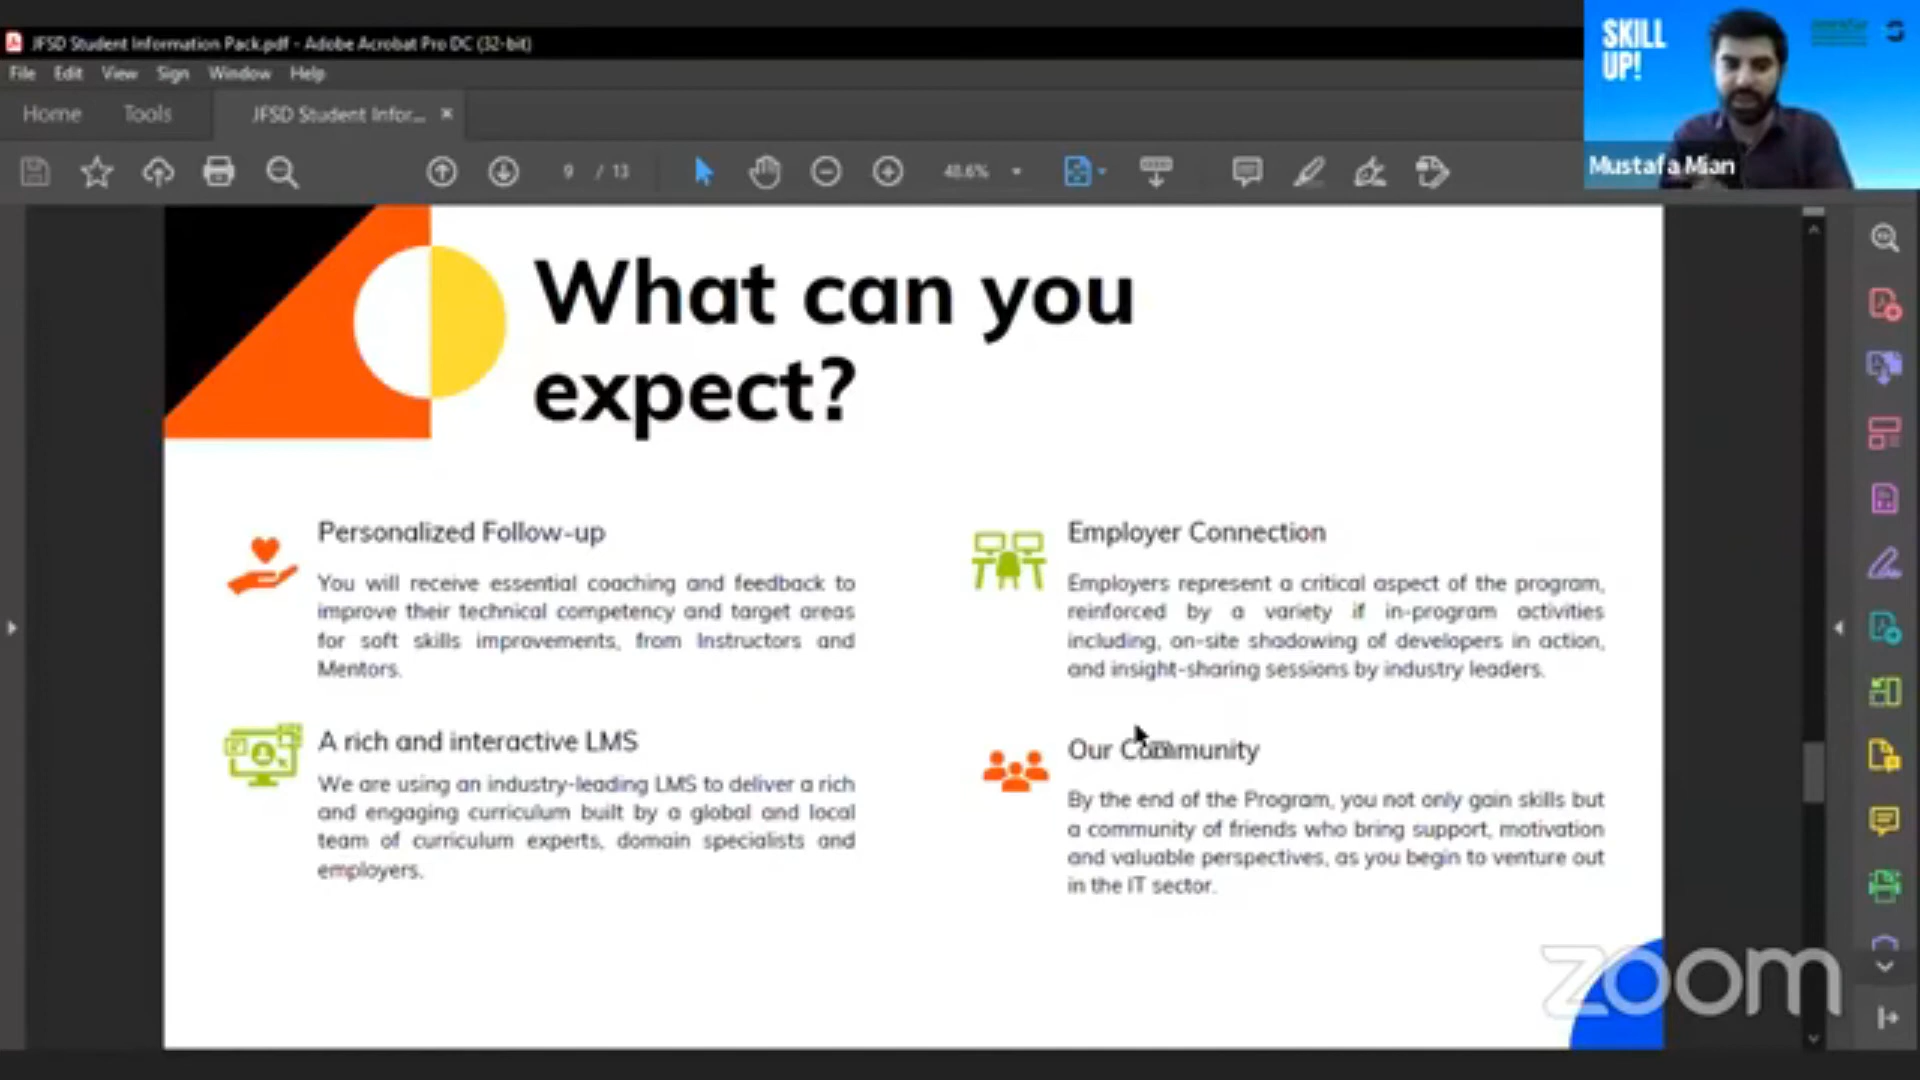 JFSD Student Information Pack.pdf - Adobe Acrobat Pro DC (32-bit)
File Edit View Sign Window Help
Home Tools JFSD Student Infor... ×
9 / 13 48.6%
SKILL
UP!
Mustafa Mian
What can you
expect?
Personalized Follow-up
You will receive essential coaching and feedback to
improve their technical competency and target areas
for soft skills improvements, from Instructors and
Mentors.
A rich and interactive LMS
We are using an industry-leading LMS to deliver a rich
and engaging curriculum built by a global and local
team of curriculum experts, domain specialists and
employers.
Employer Connection
Employers represent a critical aspect of the program,
reinforced by a variety if in-program activities
including, on-site shadowing of developers in action,
and insight-sharing sessions by industry leaders.
Our Community
By the end of the Program, you not only gain skills but
a community of friends who bring support, motivation
and valuable perspectives, as you begin to venture out
in the IT sector.
zoom